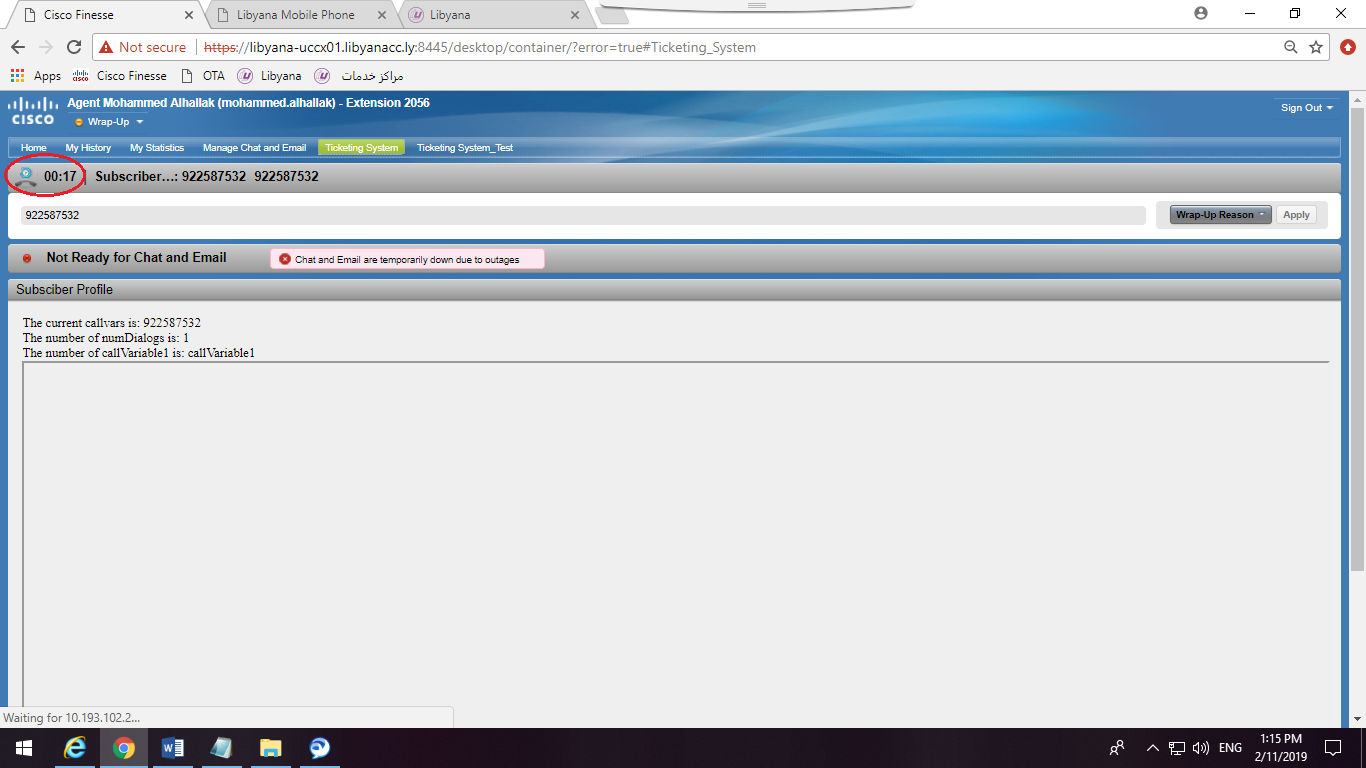 Cisco Finesse
Libyana Mobile Phone
Libyana
Not secure
https://libyana-uccx01.libyanacc.ly:8445/desktop/container/?error=true#Ticketing_System
Apps
cisco
Cisco Finesse
OTA
Libyana
مراكز خدمات
CISCO
Agent Mohammed Alhallak (mohammed.alhallak) - Extension 2056
Sign Out
Wrap-Up
Home
My History
My Statistics
Manage Chat and Email
Ticketing System
Ticketing System_Test
00:17
Subscriber…: 922587532 922587532
922587532
Wrap-Up Reason
Apply
Not Ready for Chat and Email
Chat and Email are temporarily down due to outages
Subsciber Profile
The current callvars is: 922587532
The number of numDialogs is: 1
The number of callVariable1 is: callVariable1
Waiting for 10.193.102.2...
ENG
1:15 PM
2/11/2019